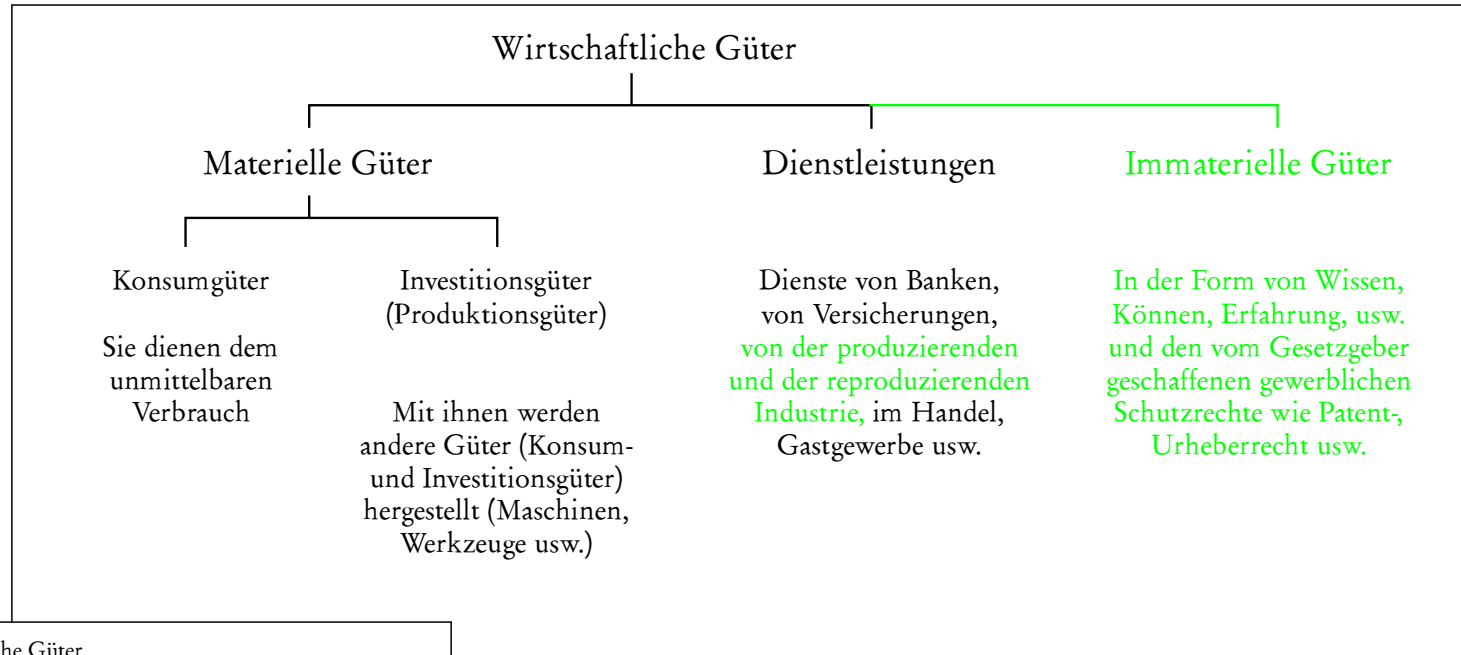 Wirtschaftliche Güter
Materielle Güter
Dienstleistungen
Immaterielle Güter
Konsumgüter
Sie dienen dem
unmittelbaren
Verbrauch
Investitionsgüter
(Produktionsgüter)
Mit ihnen werden
andere Güter (Konsum-
und Investitionsgüter)
hergestellt (Maschinen,
Werkzeuge usw.)
Dienste von Banken,
von Versicherungen,
von der produzierenden
und der reproduzierenden
Industrie, im Handel,
Gastgewerbe usw.
In der Form von Wissen,
Können, Erfahrung, usw.
und den vom Gesetzgeber
geschaffenen gewerblichen
Schutzrechte wie Patent-,
Urheberrecht usw.
he Güter